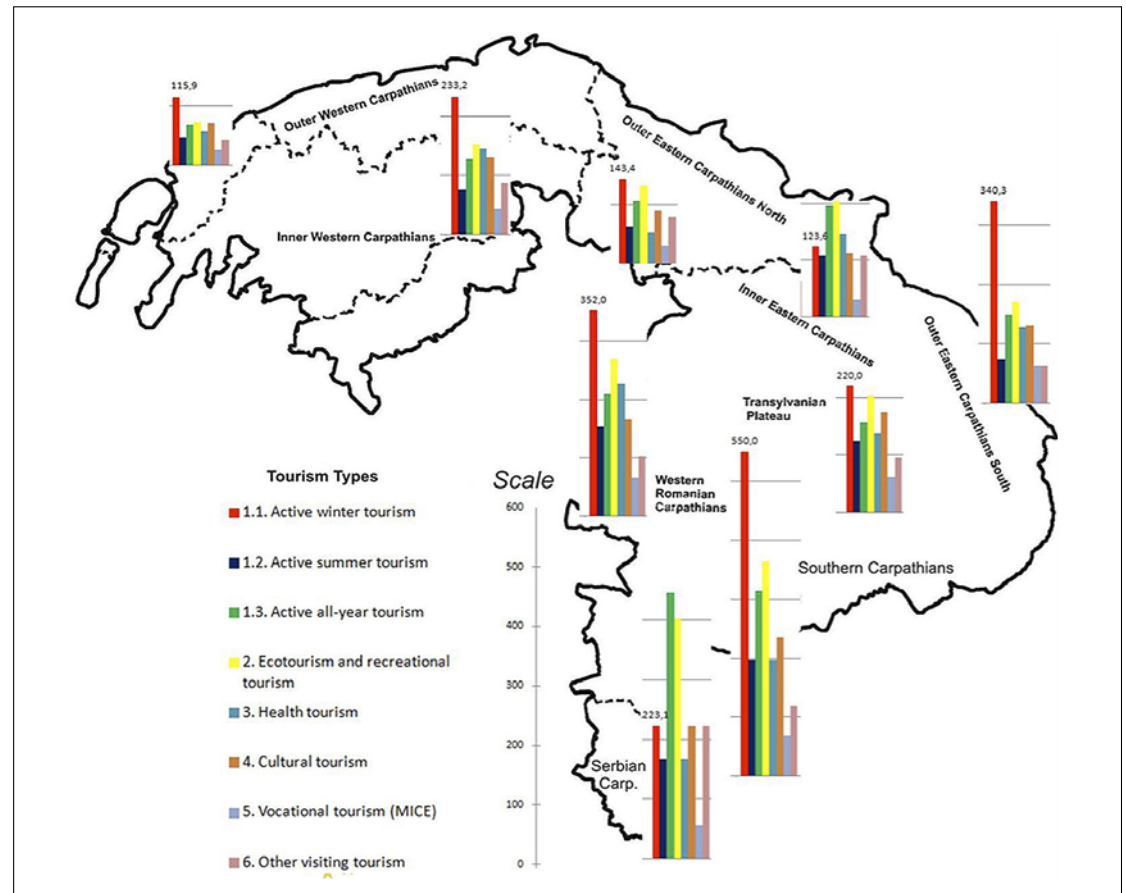 115,9
Outer Western Carpathians
233,2
Outer Eastern Carpathians North
143,4
340,3
Inner Western Carpathians
123,6
Inner Eastern Carpathians
352,0
Outer Eastern Carpathians South
220,0
Transylvanian
Plateau
550,0
Western
Romanian
Carpathians
Southern Carpathians
223,1
Serbian
Carp.
Tourism Types
1.1. Active winter tourism
1.2. Active summer tourism
1.3. Active all-year tourism
2. Ecotourism and recreational
tourism
3. Health tourism
4. Cultural tourism
5. Vocational tourism (MICE)
6. Other visiting tourism
Scale
600
500
400
300
200
100
0